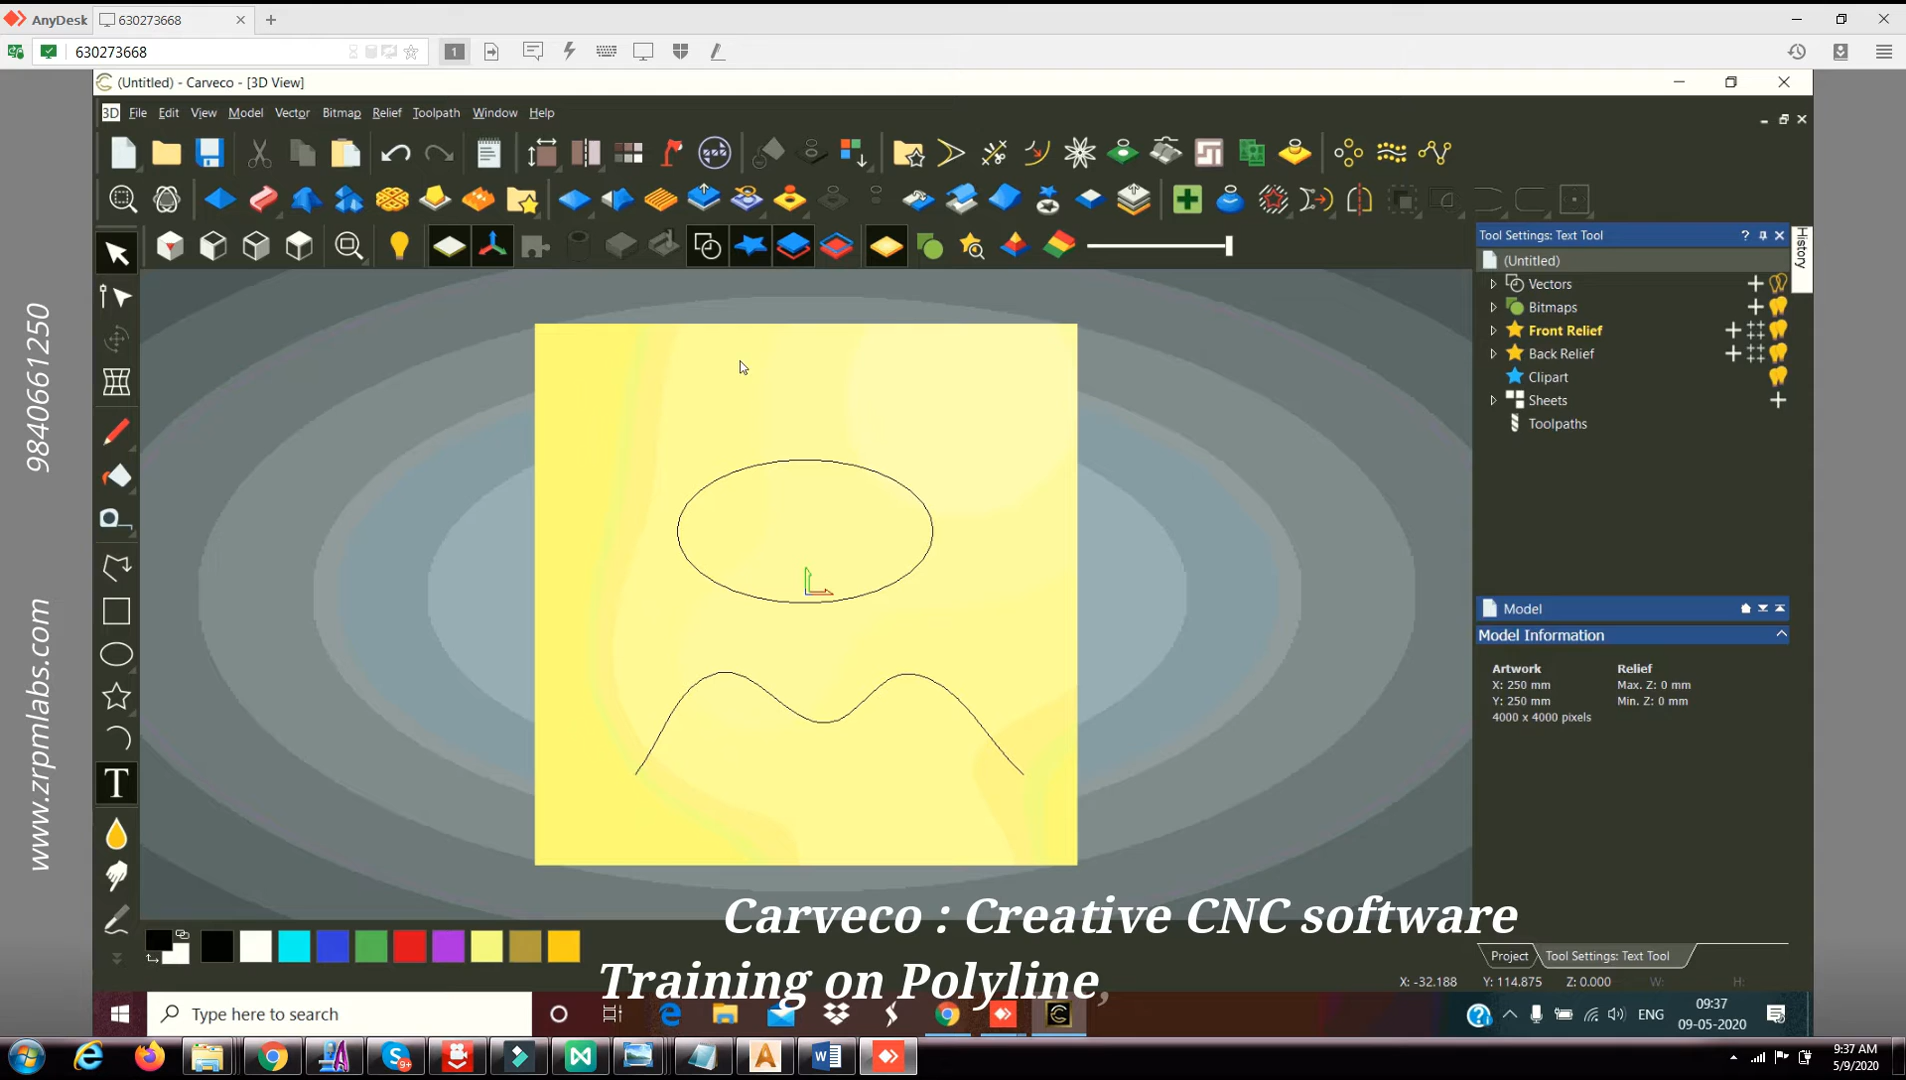 AnyDesk
630273668
630273668
1
(Untitled) - Carveco - [3D View]
3D File Edit View Model Vector Bitmap Relief Toolpath Window Help
Tool Settings: Text Tool
History
(Untitled)
Vectors
Bitmaps
Front Relief
Back Relief
Clipart
Sheets
Toolpaths
Model
Model Information
Artwork Relief
X: 250 mm Max. Z: 0 mm
Y: 250 mm Min. Z: 0 mm
4000 x 4000 pixels
9840661250
www.zrpmlabs.com
T
Carveco : Creative CNC software
Training on Polyline,
Project Tool Settings: Text Tool
X: -32.188 Y: 114.875 Z: 0.000 W: H:
Type here to search
ENG
09:37
09-05-2020
9+
9:37 AM
5/9/2020